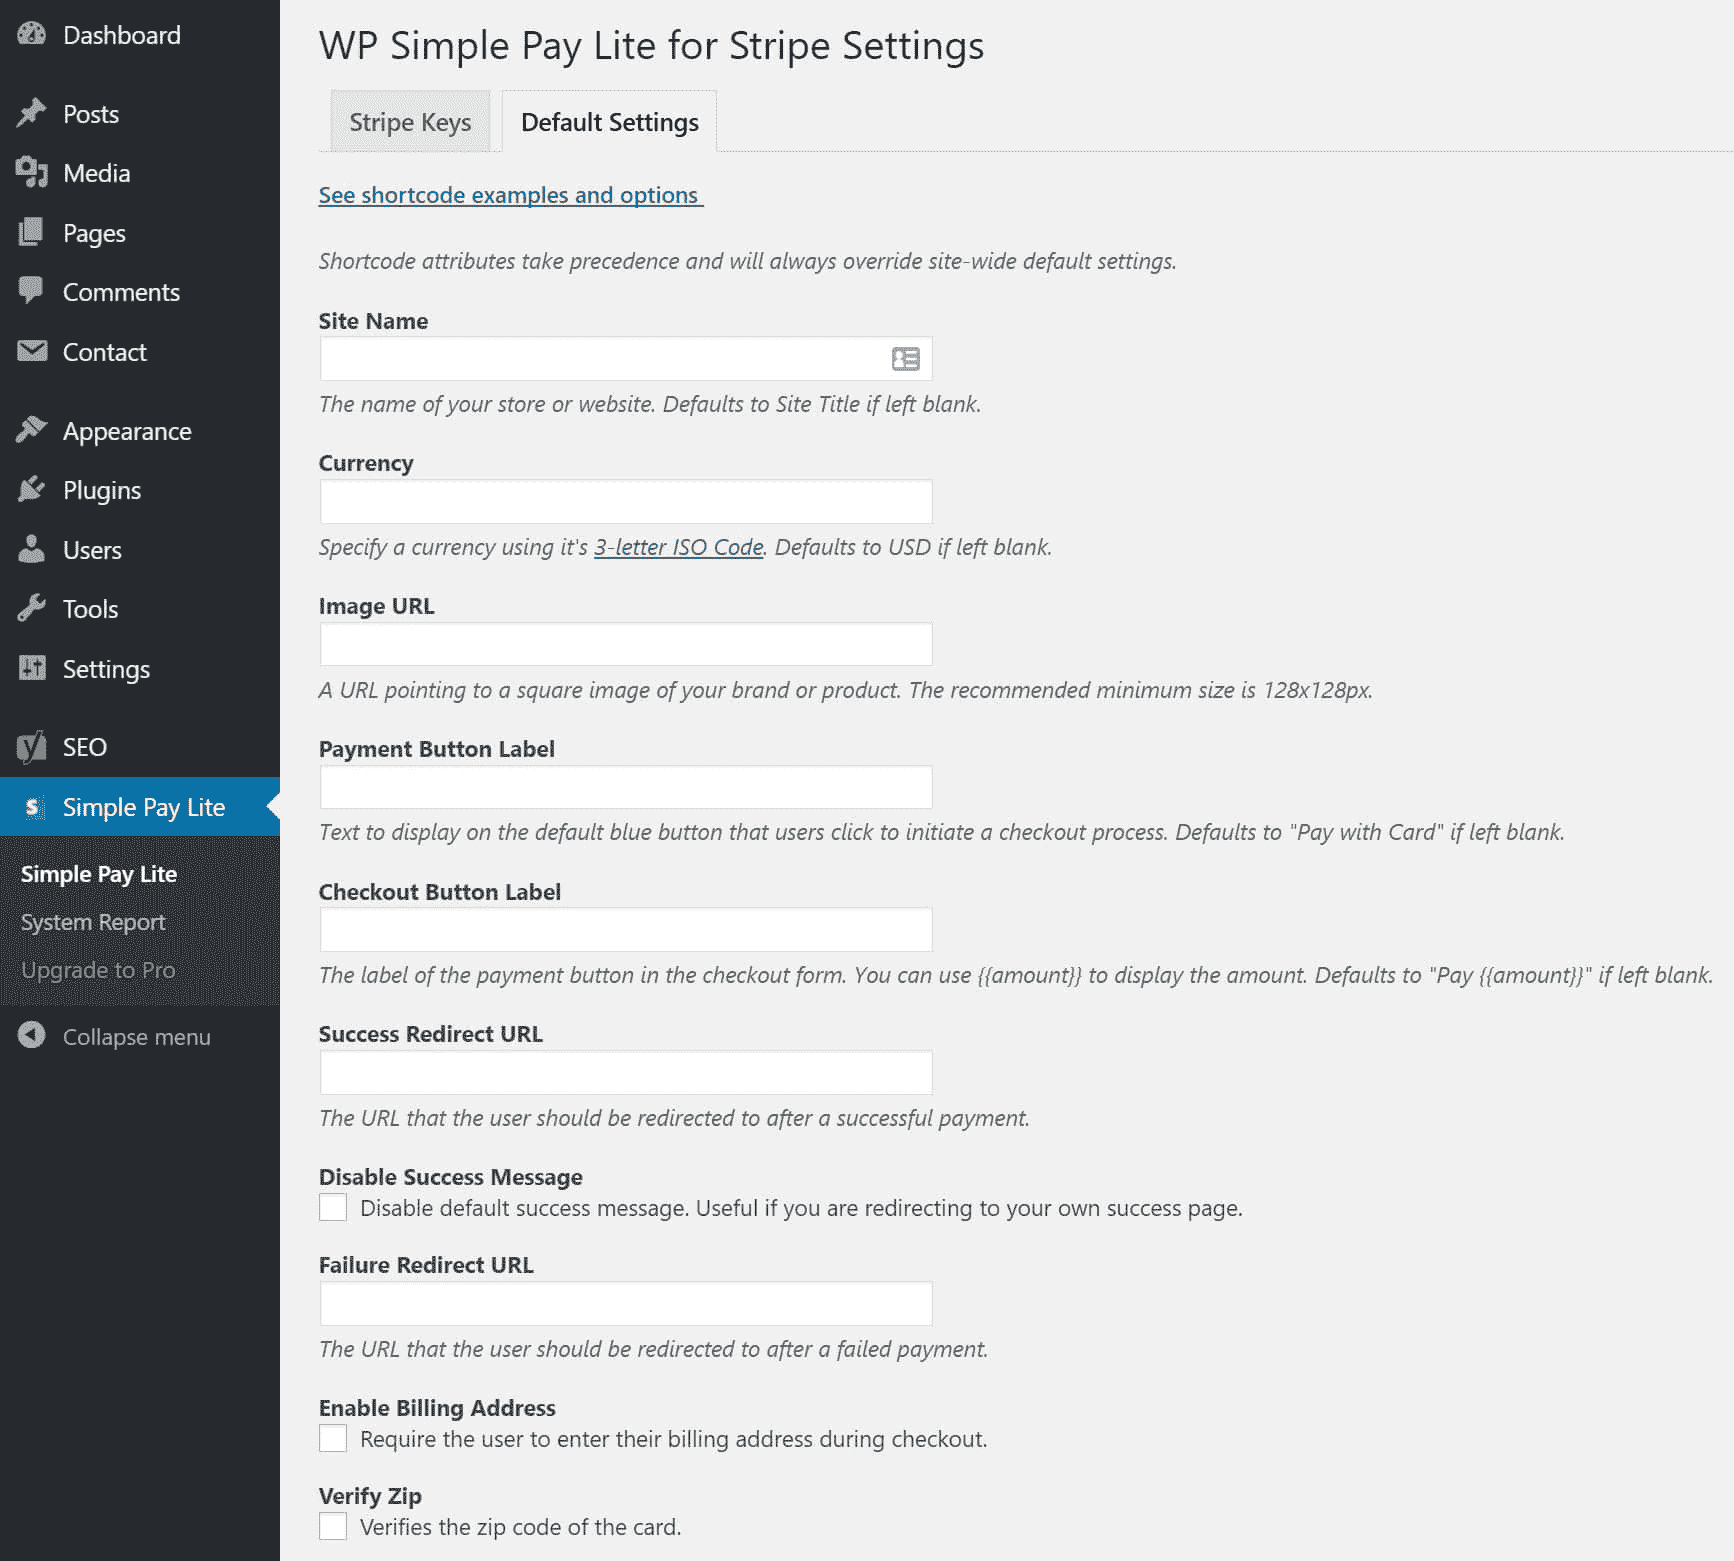 Dashboard
Posts
Media
Pages
Comments
Contact
Appearance
Plugins
Users
Tools
Settings
SEO
Simple Pay Lite
Simple Pay Lite
System Report
Upgrade to Pro
Collapse menu
WP Simple Pay Lite for Stripe Settings
Stripe Keys
Default Settings
See shortcode examples and options
Shortcode attributes take precedence and will always override site-wide default settings.
Site Name
The name of your store or website. Defaults to Site Title if left blank.
Currency
Specify a currency using it's 3-letter ISO Code. Defaults to USD if left blank.
Image URL
A URL pointing to a square image of your brand or product. The recommended minimum size is 128x128px.
Payment Button Label
Text to display on the default blue button that users click to initiate a checkout process. Defaults to "Pay with Card" if left blank.
Checkout Button Label
The label of the payment button in the checkout form. You can use {{amount}} to display the amount. Defaults to "Pay {{amount}}" if left blank.
Success Redirect URL
The URL that the user should be redirected to after a successful payment.
Disable Success Message
Disable default success message. Useful if you are redirecting to your own success page.
Failure Redirect URL
The URL that the user should be redirected to after a failed payment.
Enable Billing Address
Require the user to enter their billing address during checkout.
Verify Zip
Verifies the zip code of the card.